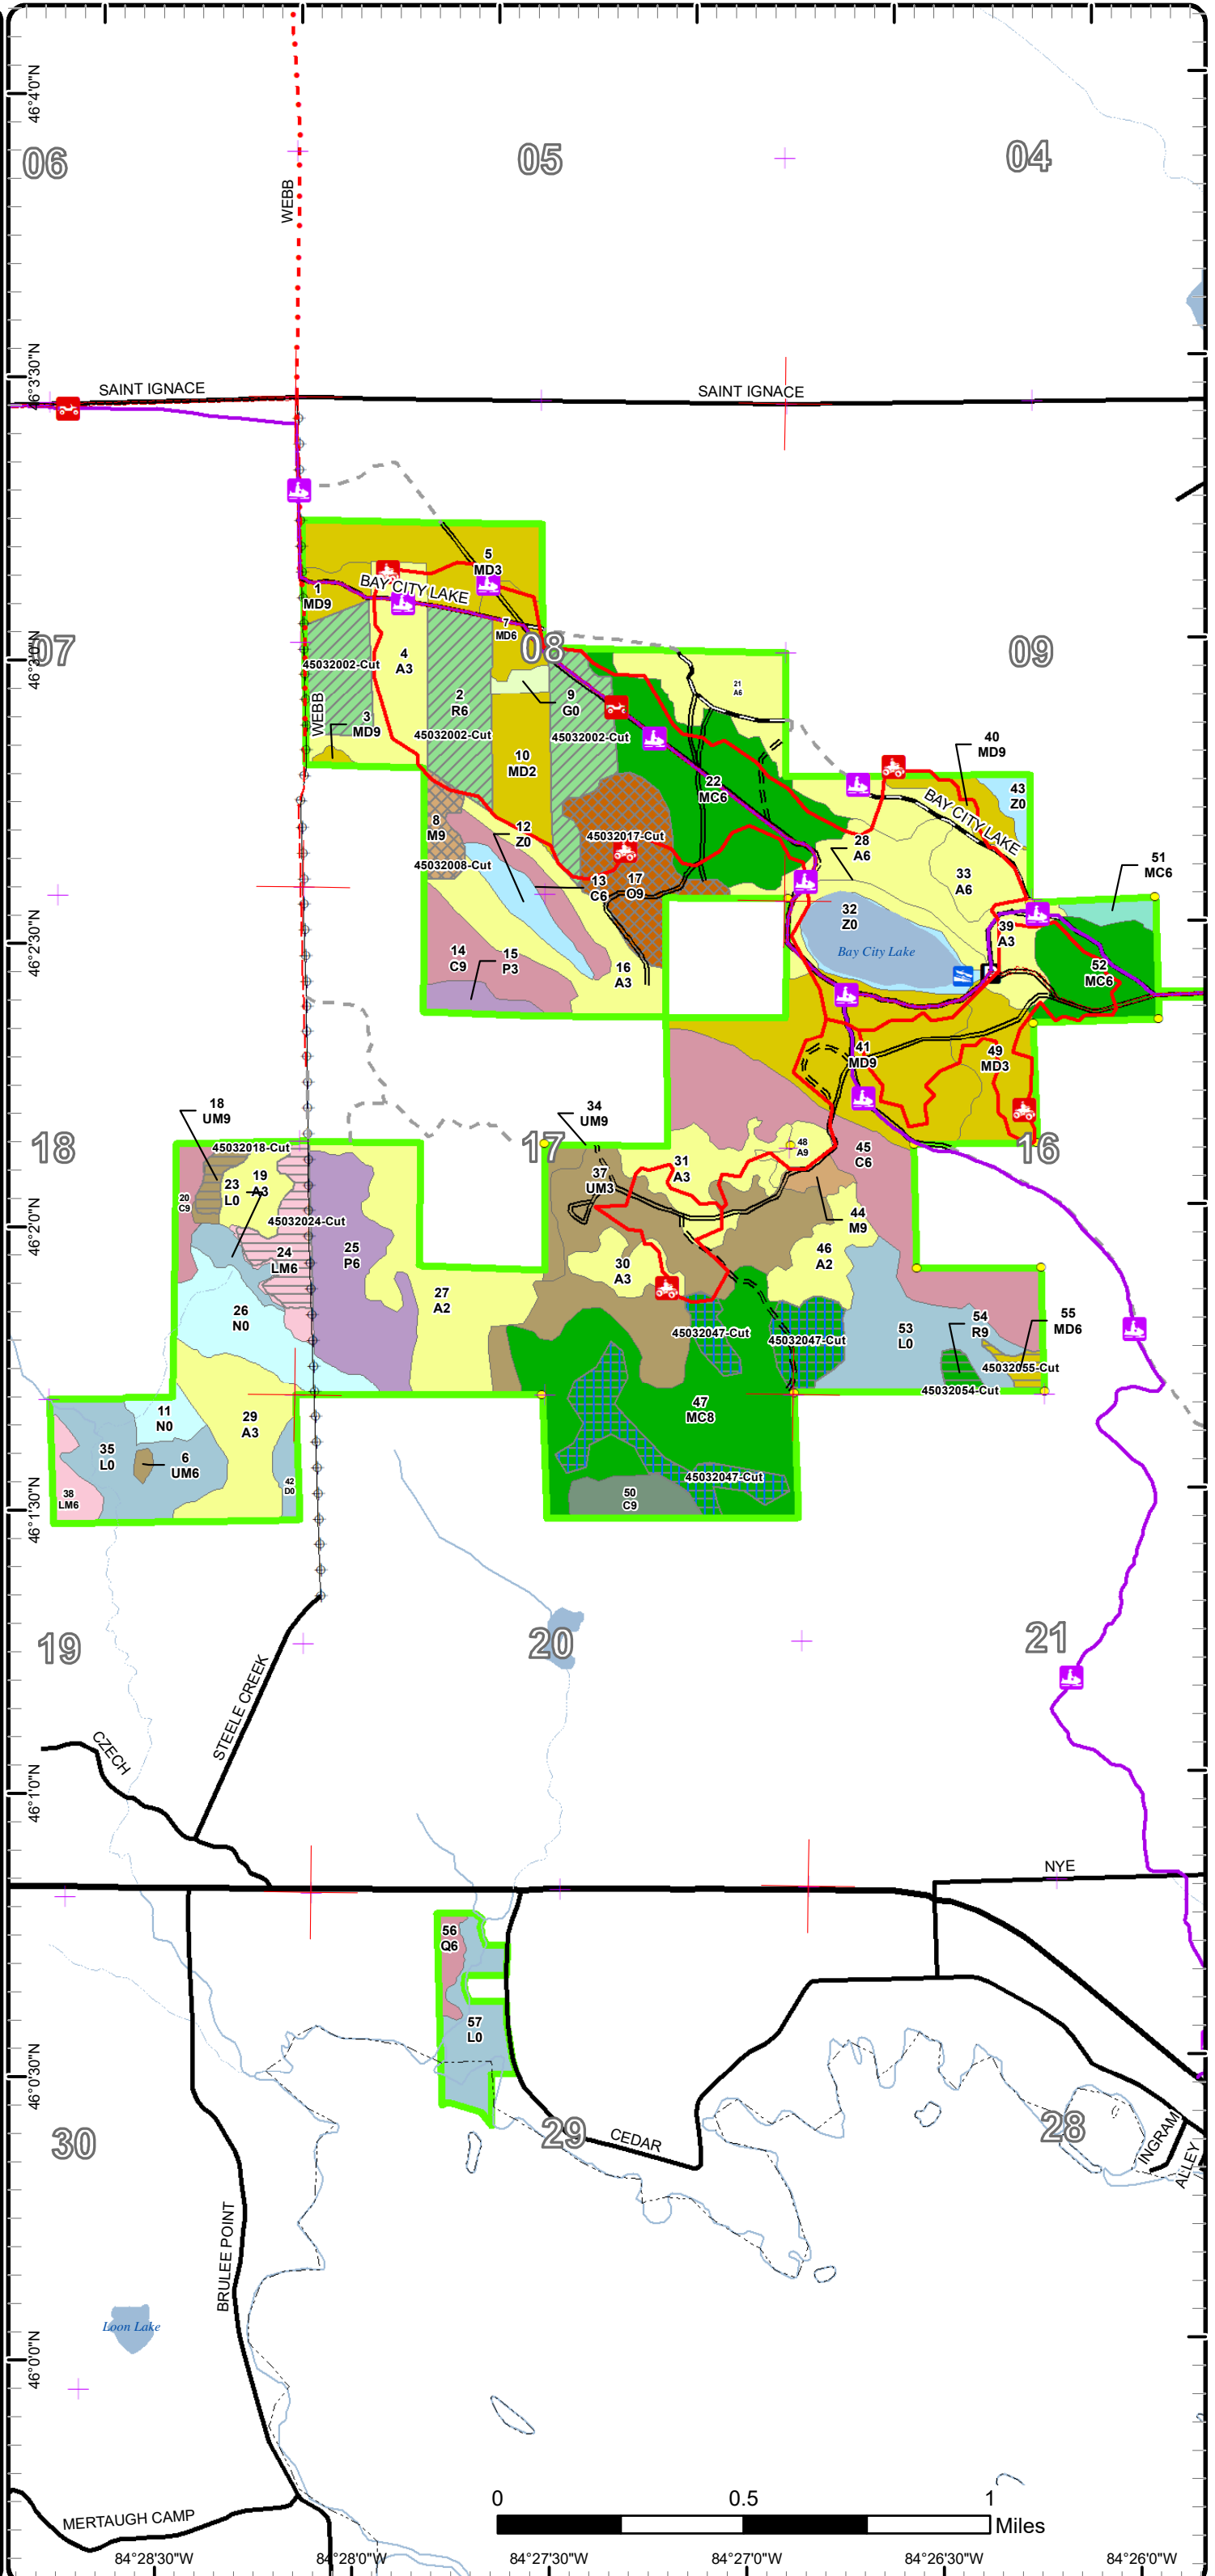 46°4'0"N
06
05
04
WEBB
46°3'30"N
SAINT IGNACE
SAINT IGNACE
5
MD3
BAY CITY LAKE
1
MD9
7
MD6
07
08
09
46°3'0"N
45032002-Cut
4
A3
2
R6
45032002-Cut
9
G0
45032002-Cut
21
A6
WEBB
3
MD9
10
MD2
40
MD9
22
MC6
43
Z0
BAY CITY LAKE
8
M9
12
Z0
45032017-Cut
28
A6
45032008-Cut
51
MC6
13
C6
17
O9
33
A6
32
Z0
39
A3
46°2'30"N
Bay City Lake
14
C9
15
P3
16
A3
52
MC6
41
MD9
49
MD3
18
UM9
34
UM9
18
17
16
45032018-Cut
48
A9
45
C6
31
A3
37
UM3
19
A3
23
L0
20
C9
46°2'0"N
45032024-Cut
44
M9
24
LM6
25
P6
46
A2
30
A3
27
A2
26
N0
45032047-Cut
45032047-Cut
53
L0
54
R9
55
MD6
45032055-Cut
45032054-Cut
47
MC8
11
N0
29
A3
35
L0
6
UM6
45032047-Cut
42
D0
38
LM6
50
C9
46°1'30"N
19
20
21
STEELE CREEK
CZECH
46°1'0"N
NYE
56
Q6
57
L0
46°0'30"N
30
29
28
CEDAR
INGRAM
ALLEY
BRULEE POINT
Loon Lake
46°0'0"N
0
0.5
1
Miles
MERTAUGH CAMP
84°28'30"W
84°28'0"W
84°27'30"W
84°27'0"W
84°26'30"W
84°26'0"W